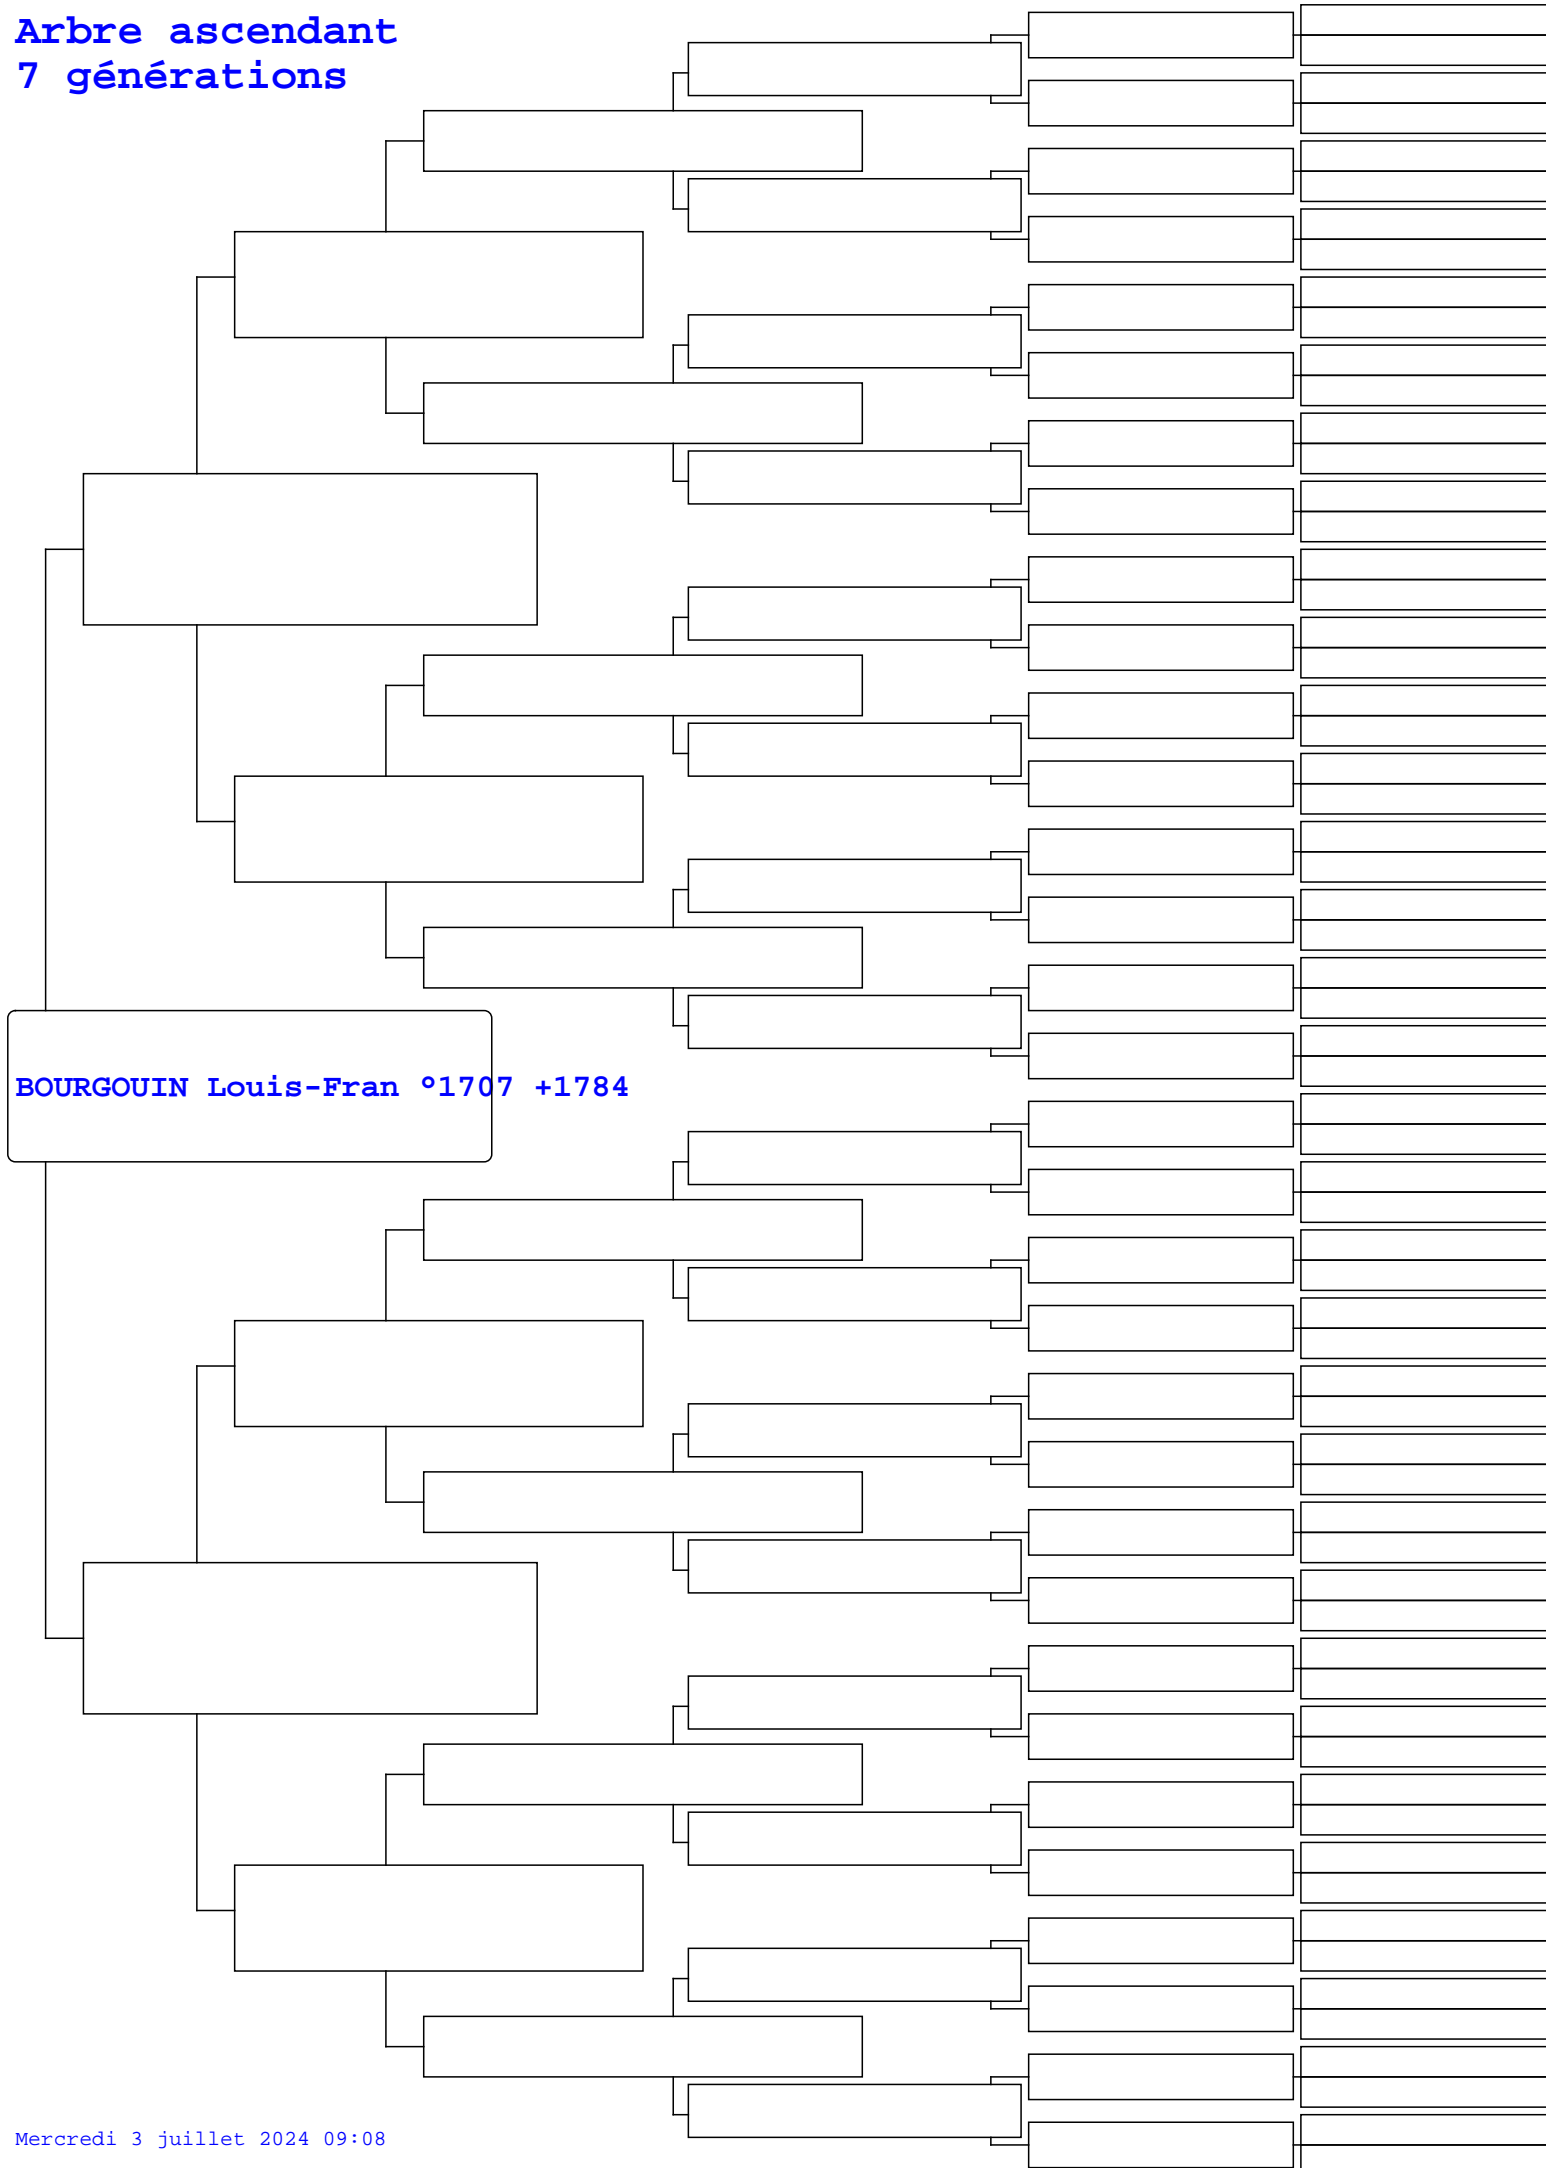 Arbre ascendant
7 générations
BOURGOUIN Louis-Fran °1707 +1784
Mercredi 3 juillet 2024 09:08